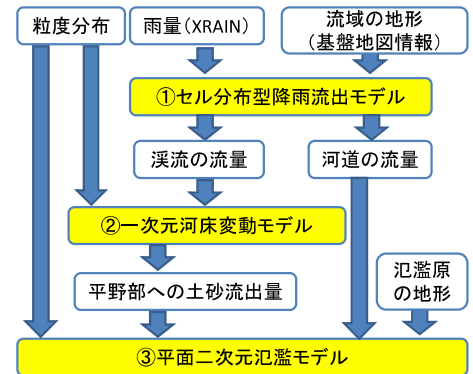 粒度分布
雨量(XRAIN)
流域の地形
(基盤地図情報)
①セル分布型降雨流出モデル
渓流の流量
河道の流量
②一次元河床変動モデル
平野部への土砂流出量
氾濫原
の地形
③平面二次元氾濫モデル